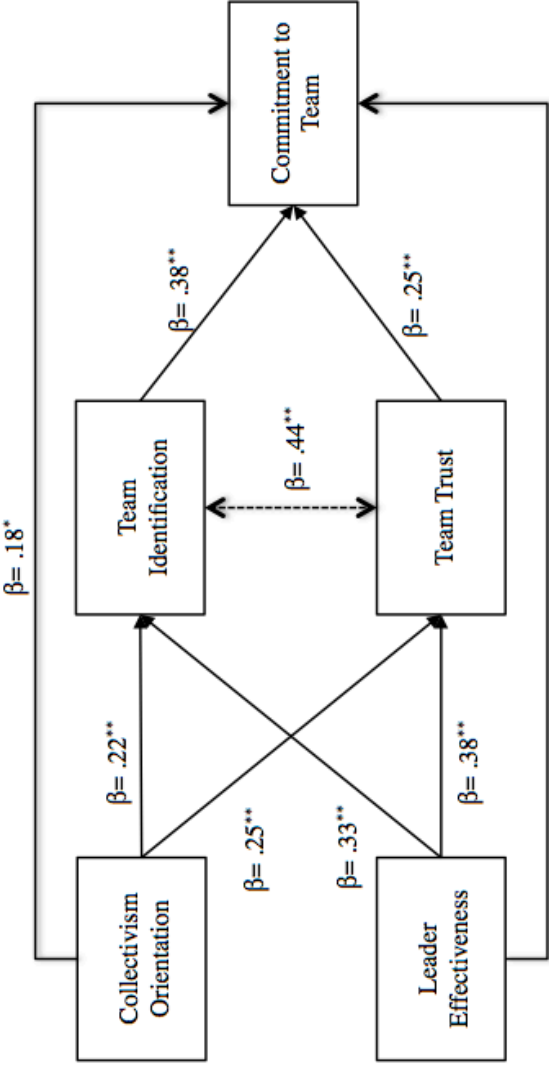 β= .18*
Collectivism
Orientation
β= .22**
β= .25**
Team
Identification
β= .38**
Commitment to
Team
β= .44**
β= .33**
Leader
Effectiveness
β= .38**
Team Trust
β= .25**